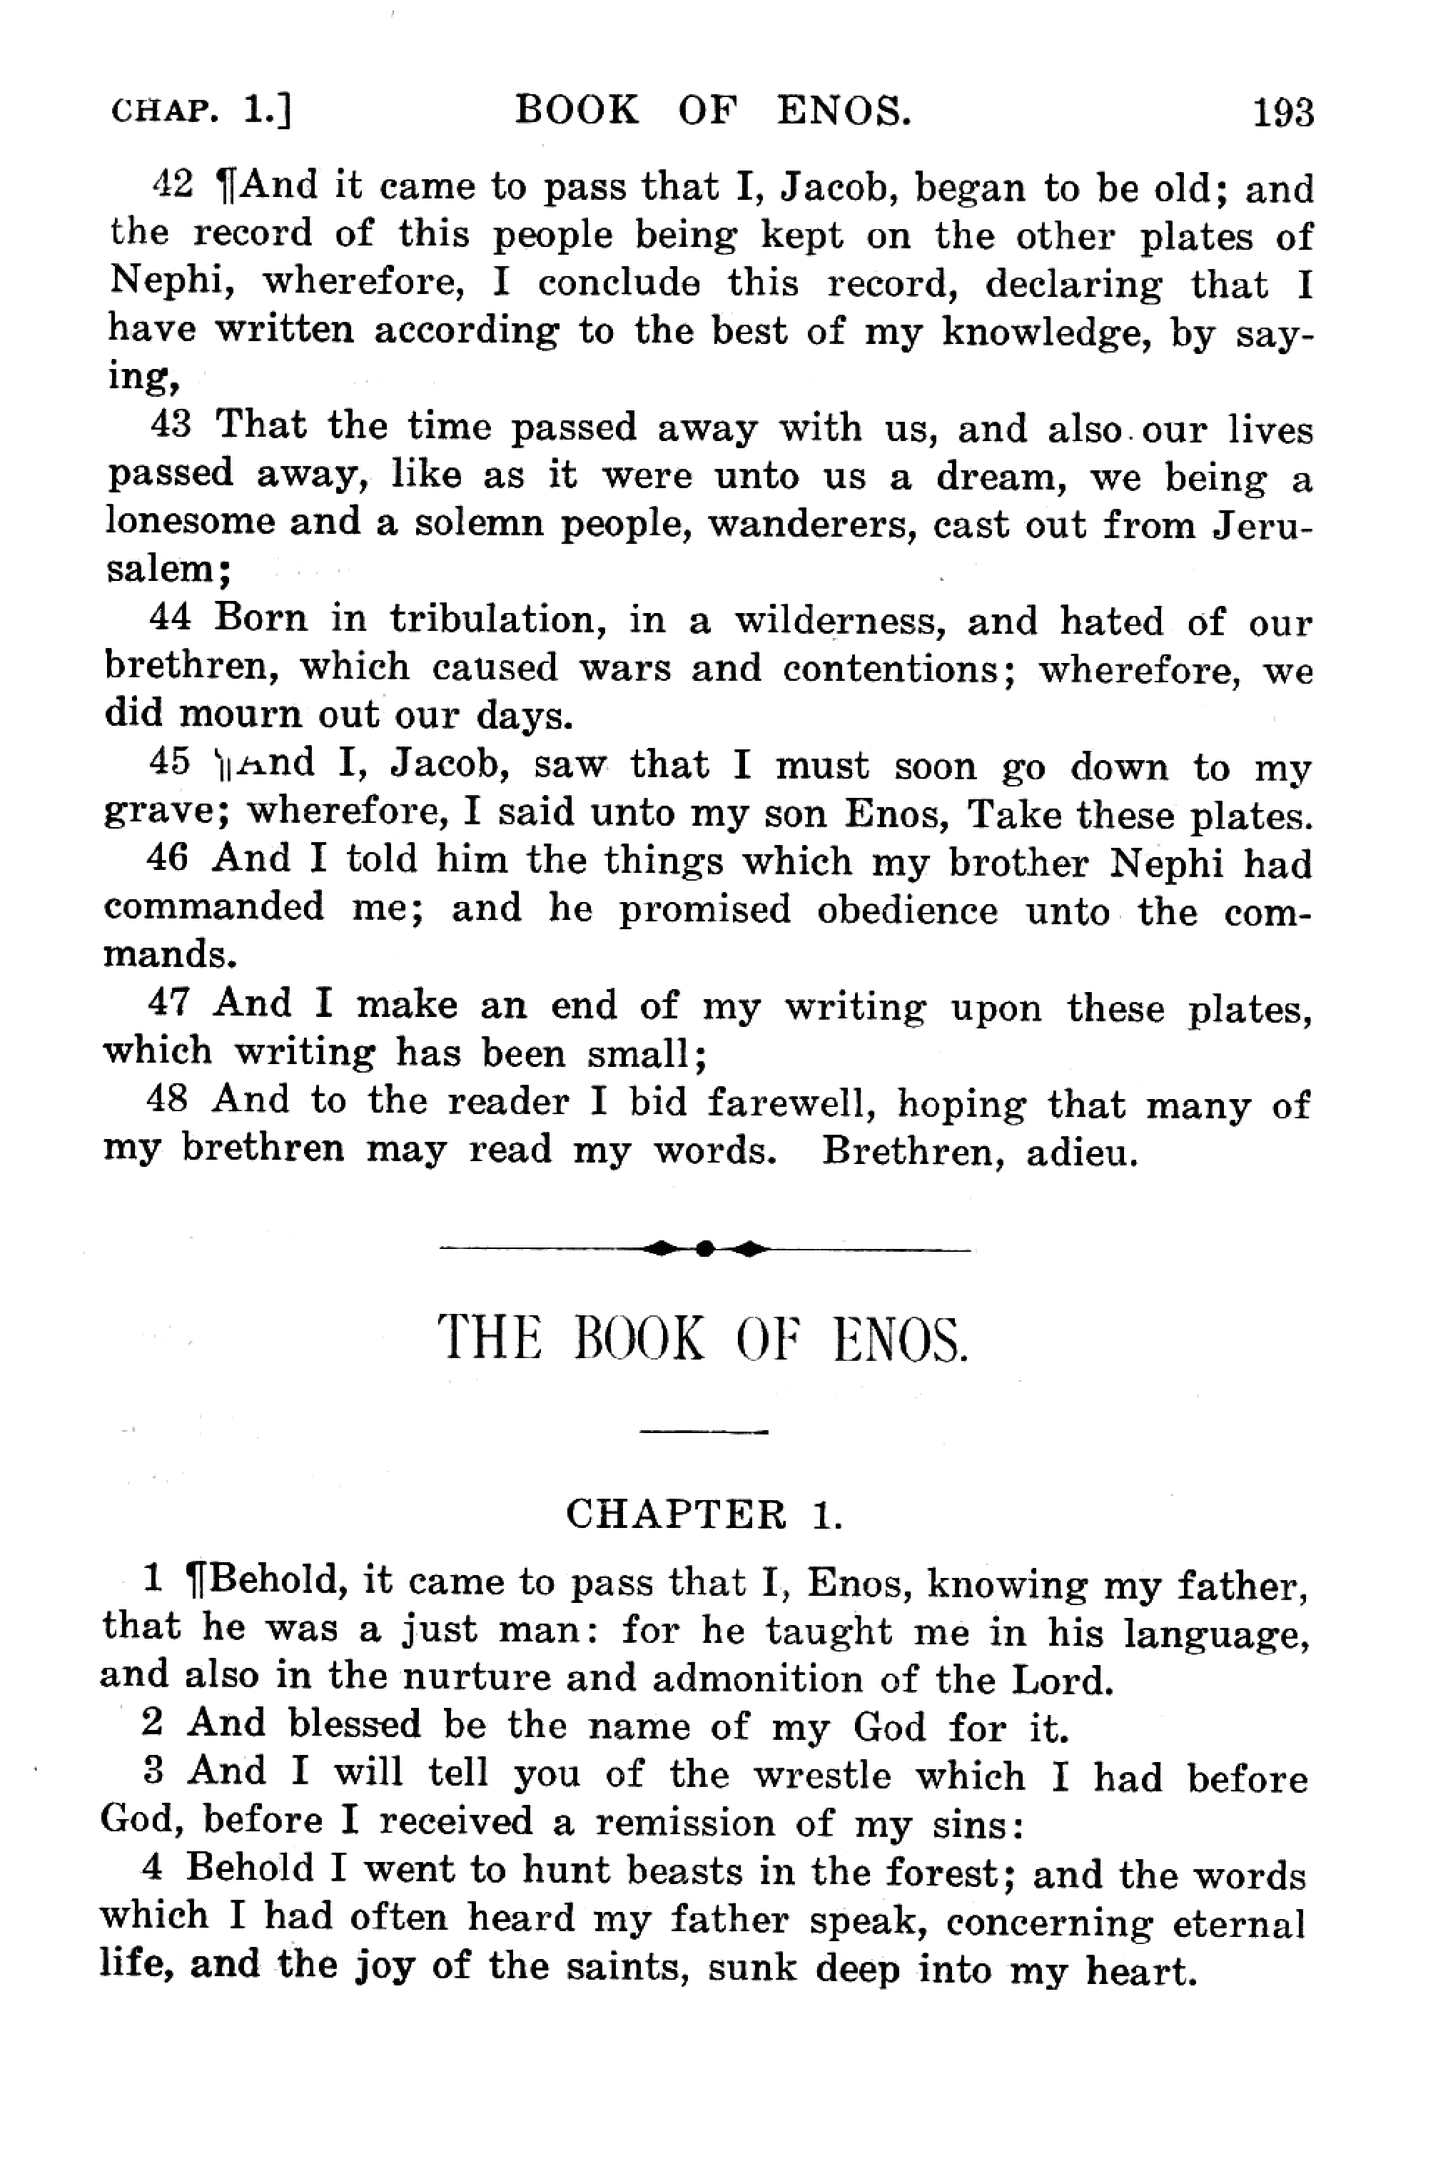 CHAP. 1.] BOOK OF ENOS. 193
42 ¶And it came to pass that I, Jacob, began to be old; and
the record of this people being kept on the other plates of
Nephi, wherefore, I conclude this record, declaring that I
have written according to the best of my knowledge, by say-
ing,
43 That the time passed away with us, and also our lives
passed away, like as it were unto us a dream, we being a
lonesome and a solemn people, wanderers, cast out from Jeru-
salem;
44 Born in tribulation, in a wilderness, and hated of our
brethren, which caused wars and contentions; wherefore, we
did mourn out our days.
45 ¶And I, Jacob, saw that I must soon go down to my
grave; wherefore, I said unto my son Enos, Take these plates.
46 And I told him the things which my brother Nephi had
commanded me; and he promised obedience unto the com-
mands.
47 And I make an end of my writing upon these plates,
which writing has been small;
48 And to the reader I bid farewell, hoping that many of
my brethren may read my words. Brethren, adieu.
THE BOOK OF ENOS.
CHAPTER 1.
1 ¶Behold, it came to pass that I, Enos, knowing my father,
that he was a just man: for he taught me in his language,
and also in the nurture and admonition of the Lord.
2 And blessed be the name of my God for it.
3 And I will tell you of the wrestle which I had before
God, before I received a remission of my sins:
4 Behold I went to hunt beasts in the forest; and the words
which I had often heard my father speak, concerning eternal
life, and the joy of the saints, sunk deep into my heart.